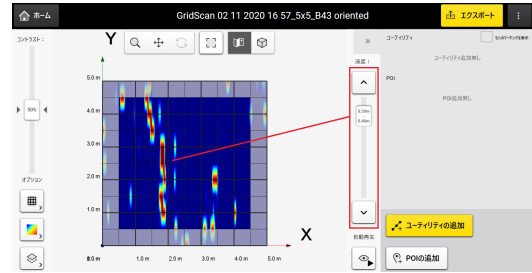 ホーム
GridScan 02 11 2020 16 57_5x5_B43 oriented
エクスポート
コントラスト:
50%
オプション
Y
5.0 m
4.0 m
3.0 m
2.0 m
1.0 m
0.0 m
1.0 m
2.0 m
3.0 m
4.0 m
5.0 m
X
深度:
0.20m
0.40m
自動再生
ユーティリティ
ユーティリティ追加無し
POI
POI追加無し
ユーティリティの追加
POIの追加